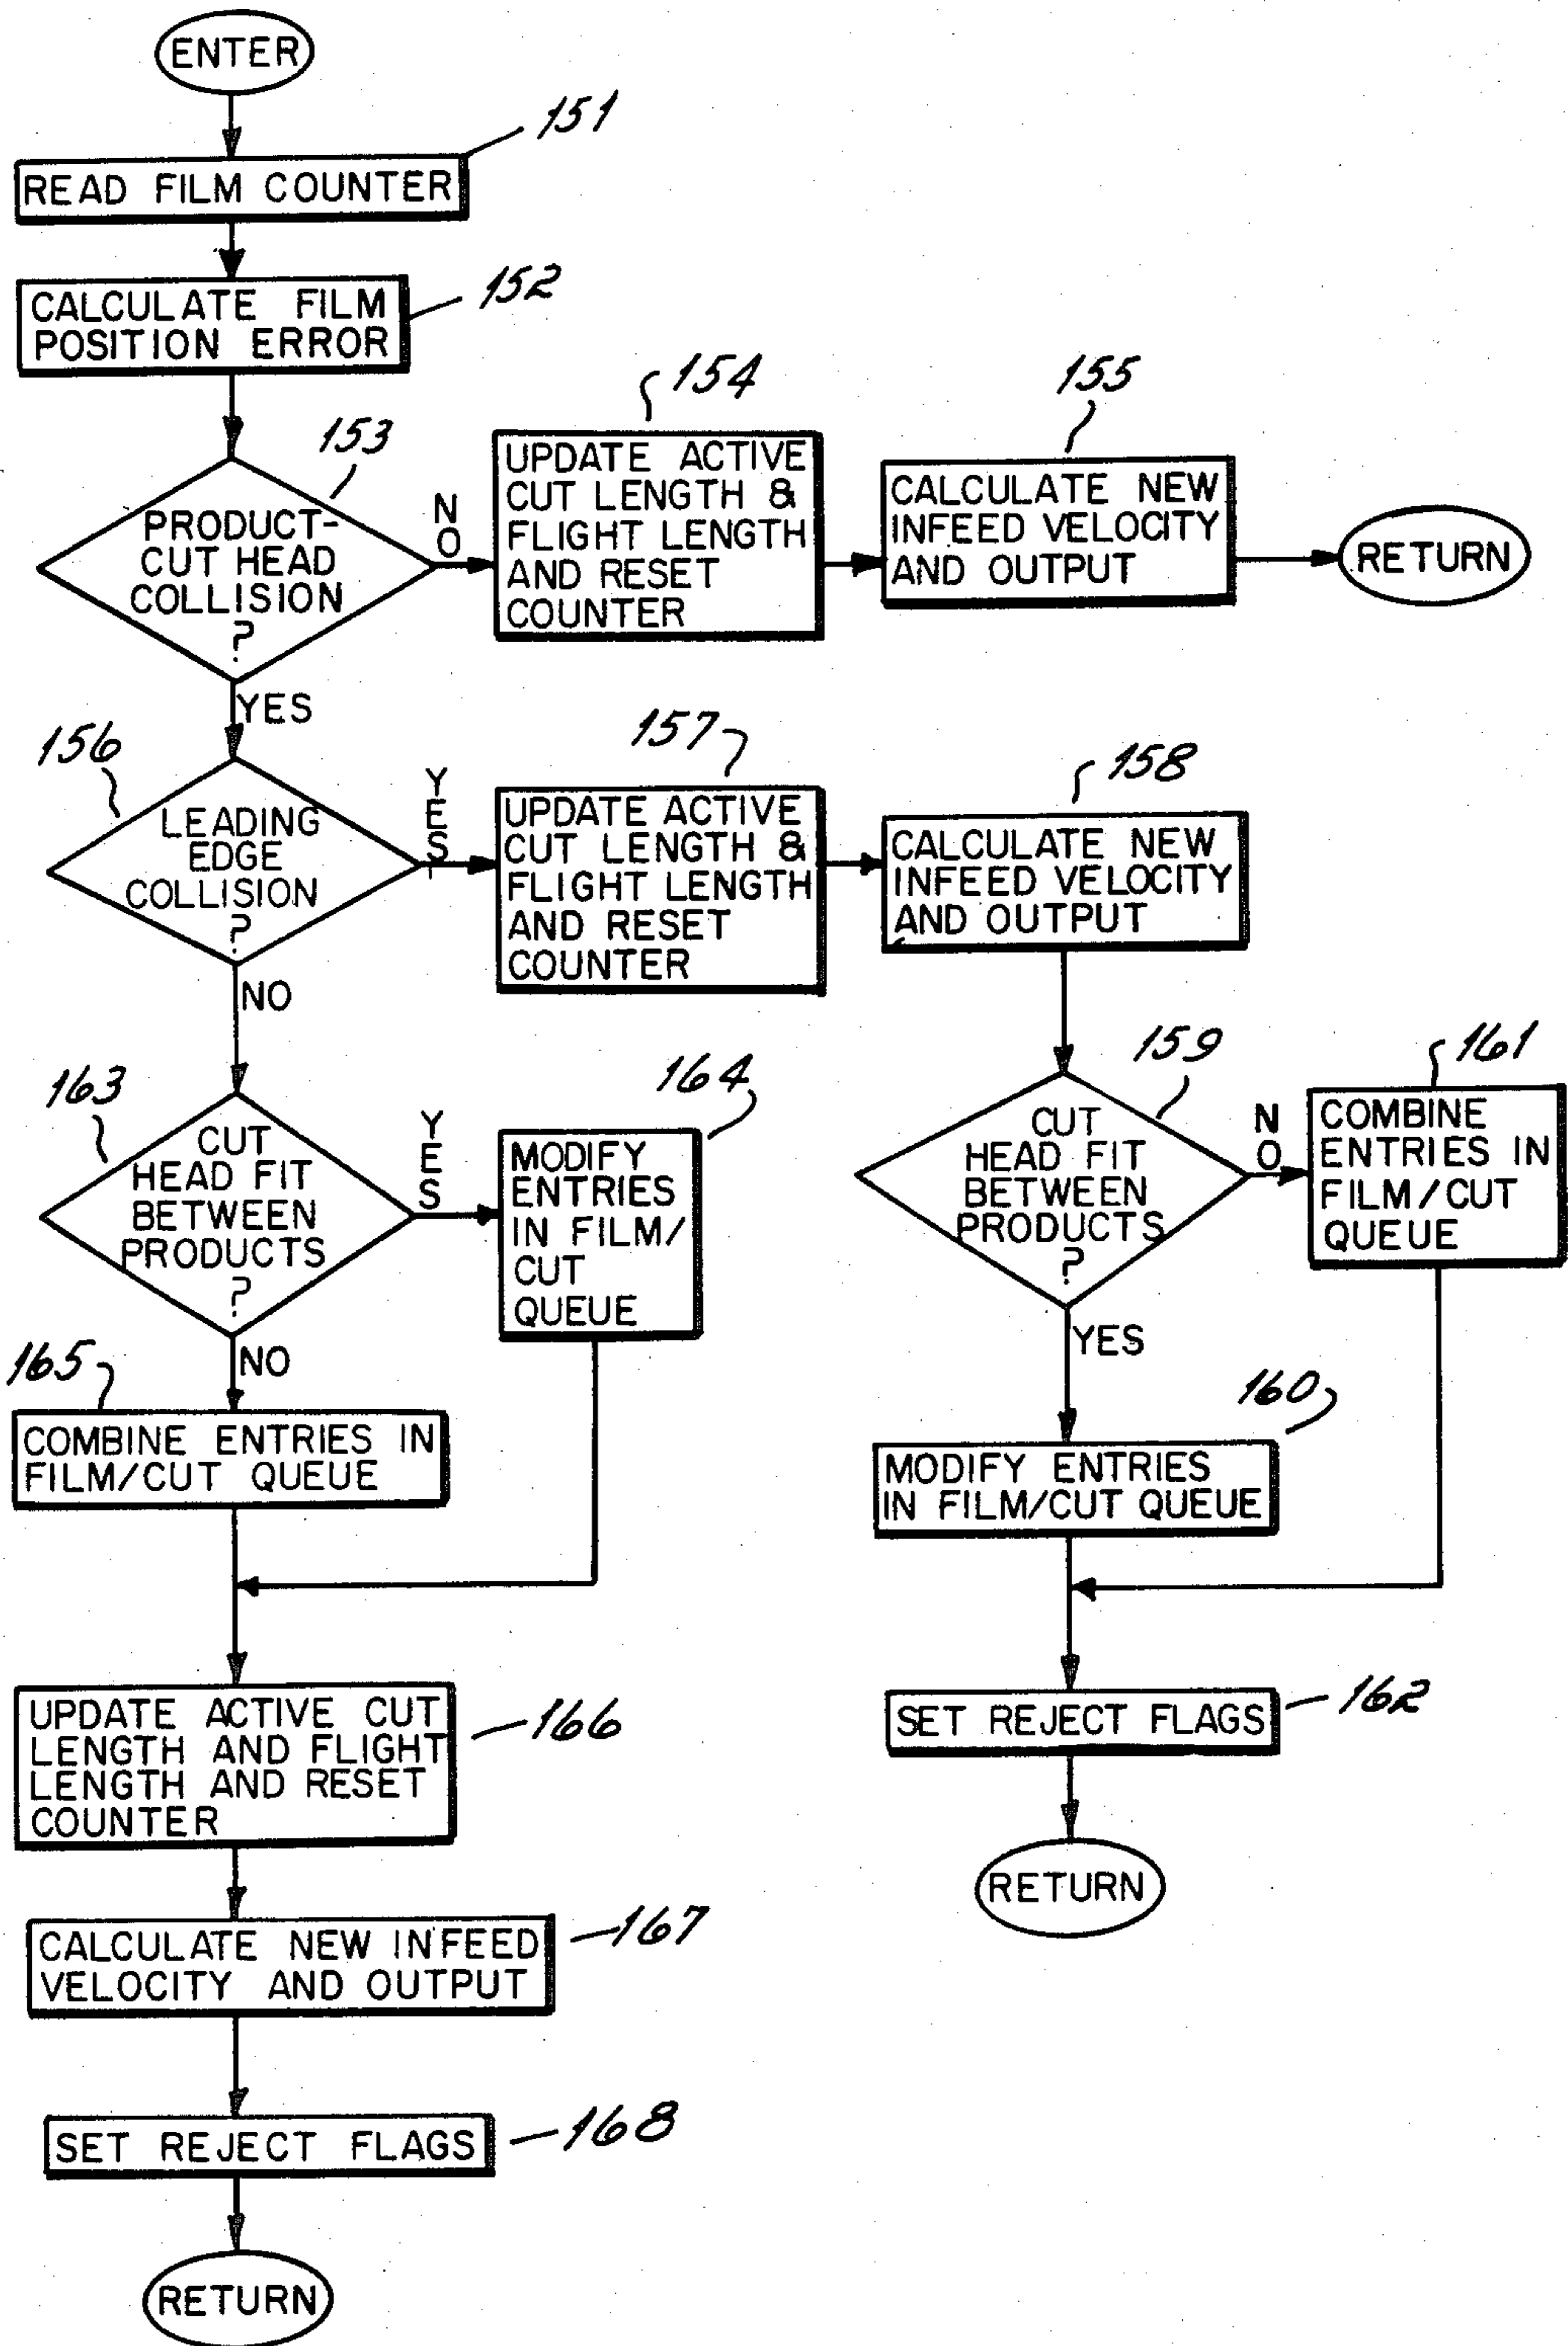 ENTER
151
READ FILM COUNTER
152
CALCULATE FILM
POSITION ERROR
153
PRODUCT-
CUT HEAD
COLLISION
?
NO
154
UPDATE ACTIVE
CUT LENGTH &
FLIGHT LENGTH
AND RESET
COUNTER
155
CALCULATE NEW
INFEED VELOCITY
AND OUTPUT
RETURN
YES
156
LEADING
EDGE
COLLISION
?
YES
157
UPDATE ACTIVE
CUT LENGTH &
FLIGHT LENGTH
AND RESET
COUNTER
158
CALCULATE NEW
INFEED VELOCITY
AND OUTPUT
NO
159
CUT
HEAD FIT
BETWEEN
PRODUCTS
?
NO
161
COMBINE
ENTRIES IN
FILM/CUT
QUEUE
YES
160
MODIFY ENTRIES
IN FILM/CUT QUEUE
SET REJECT FLAGS
162
RETURN
163
CUT
HEAD FIT
BETWEEN
PRODUCTS
?
YES
164
MODIFY
ENTRIES
IN FILM/
CUT
QUEUE
NO
165
COMBINE ENTRIES IN
FILM/CUT QUEUE
UPDATE ACTIVE CUT
LENGTH AND FLIGHT
LENGTH AND RESET
COUNTER
166
CALCULATE NEW INFEED
VELOCITY AND OUTPUT
167
SET REJECT FLAGS
168
RETURN